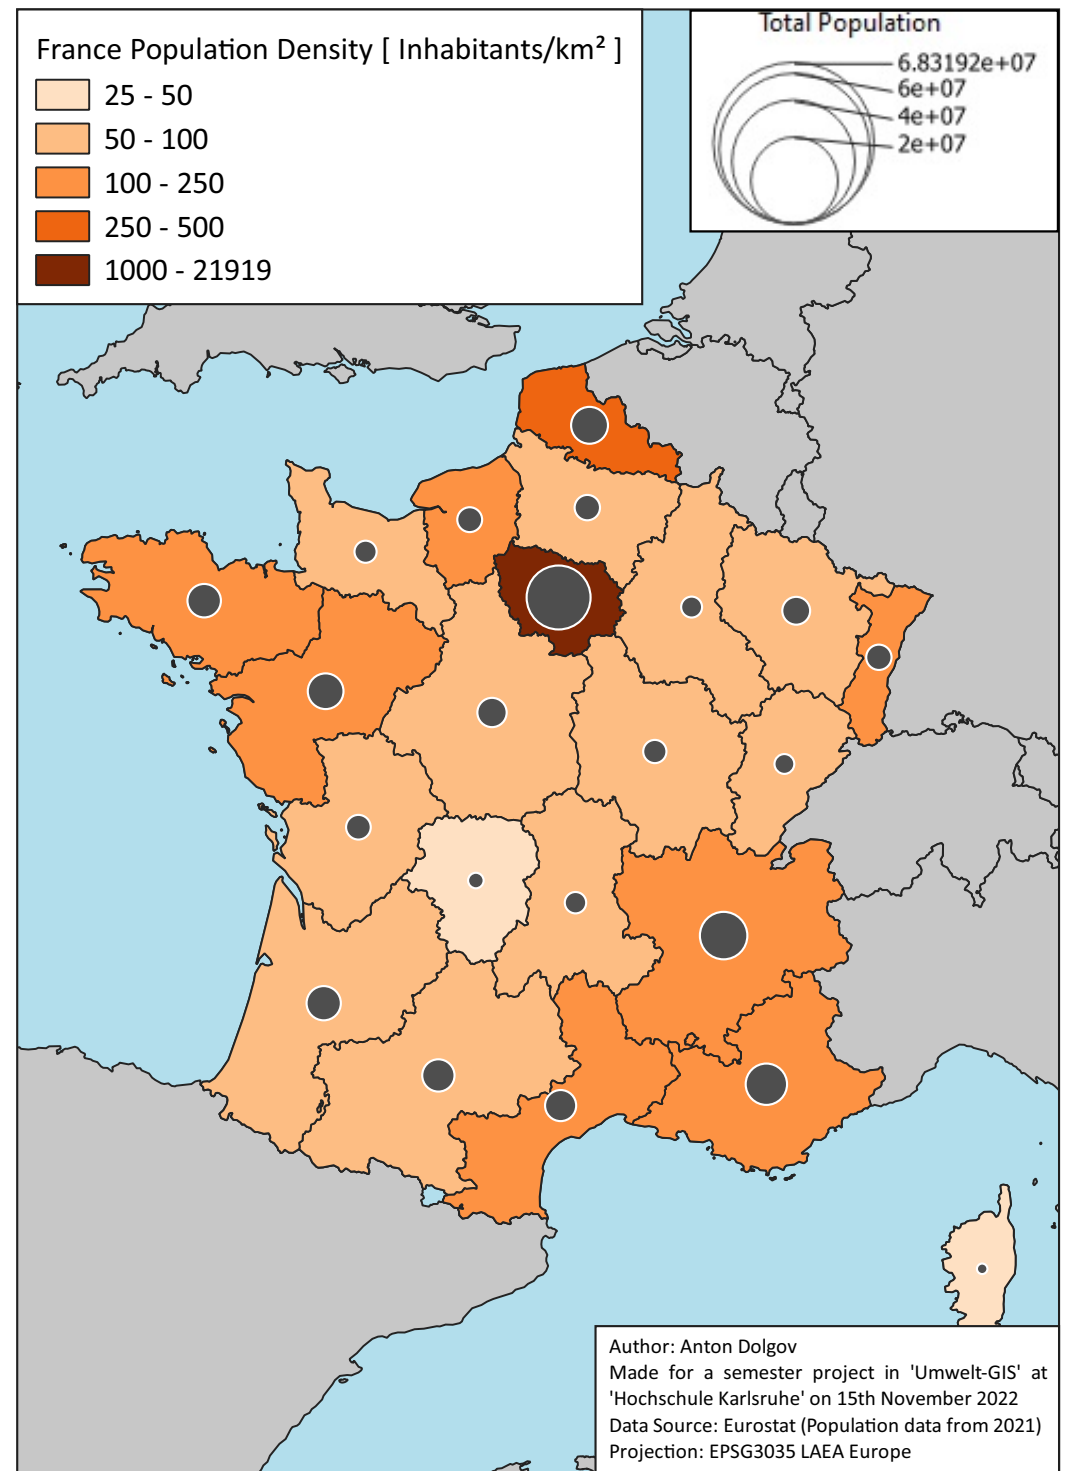 France Population Density [ Inhabitants/km² ]
25 - 50
50 - 100
100 - 250
250 - 500
1000 - 21919
Total Population
6.83192e+07
6e+07
4e+07
2e+07
Author: Anton Dolgov
Made for a semester project in 'Umwelt-GIS' at
'Hochschule Karlsruhe' on 15th November 2022
Data Source: Eurostat (Population data from 2021)
Projection: EPSG3035 LAEA Europe